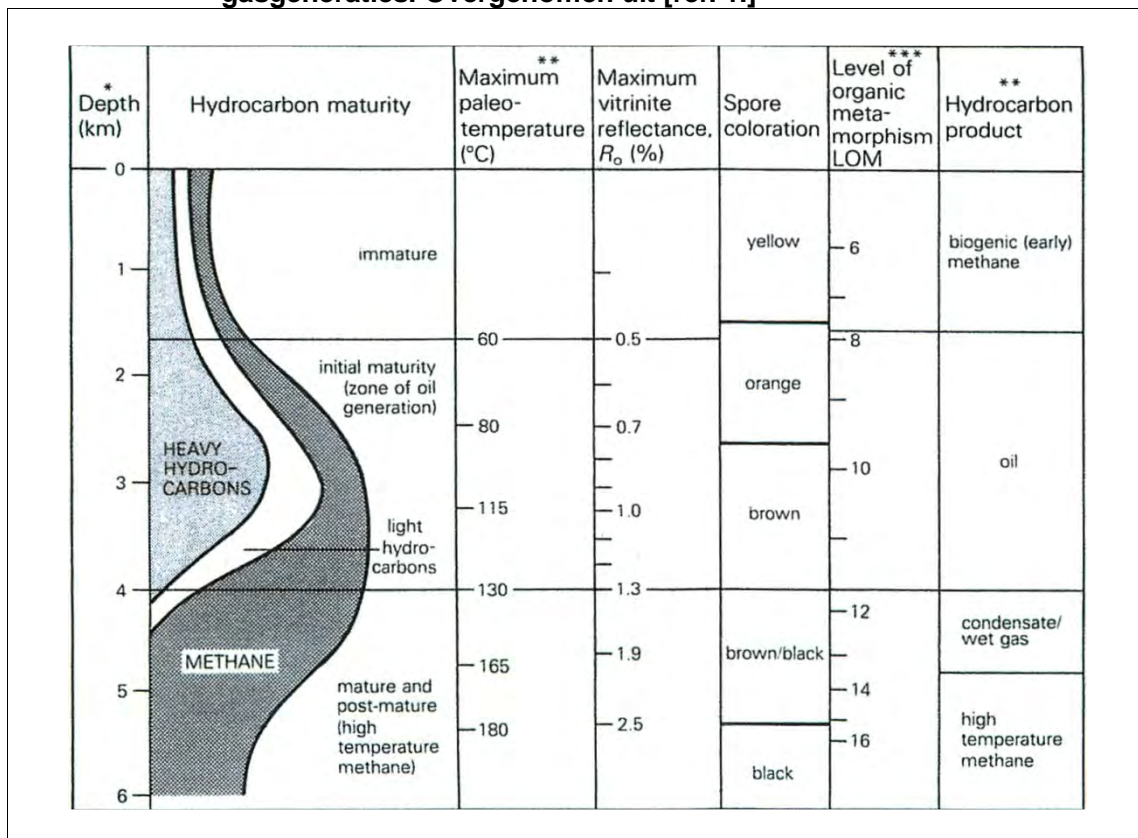 * Depth (km)
Hydrocarbon maturity
**
Maximum
paleo-
temperature
(°C)
Maximum
vitrinite
reflectance,
Ro (%)
Spore
coloration
***
Level of
organic
meta-
morphism
LOM
**
Hydrocarbon
product
0
1
2
3
4
5
6
immature
initial maturity
(zone of oil
generation)
HEAVY
HYDRO-
CARBONS
light
hydro-
carbons
METHANE
mature and
post-mature
(high
temperature
methane)
60
80
115
130
165
180
0.5
0.7
1.0
1.3
1.9
2.5
yellow
orange
brown
brown/black
black
6
8
10
12
14
16
biogenic (early)
methane
oil
condensate/
wet gas
high
temperature
methane